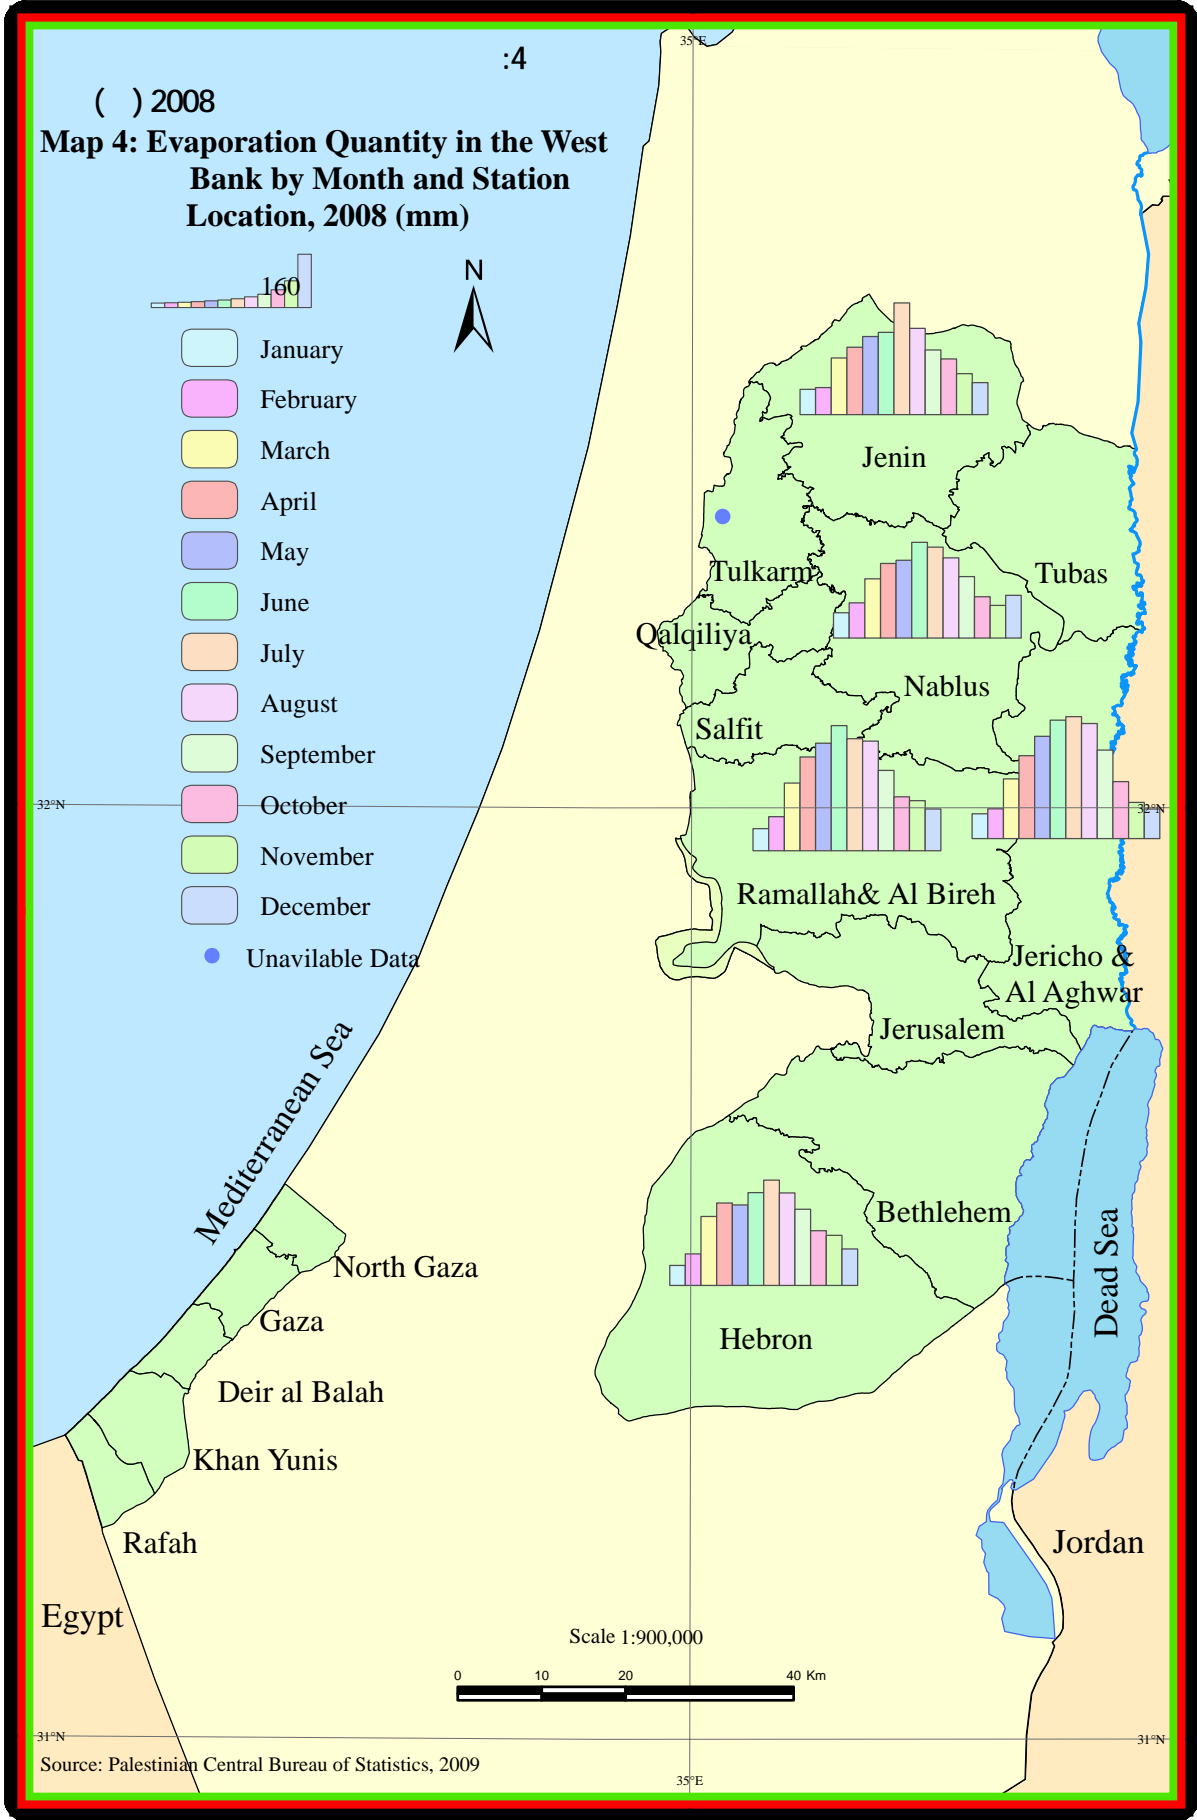 35°E
:4
( ) 2008
Map 4: Evaporation Quantity in the West
Bank by Month and Station
Location, 2008 (mm)
160
N
January
February
March
April
May
June
July
August
September
October
November
December
Unavilable Data
Jenin
Tulkarm
Tubas
Qalqiliya
Nablus
Salfit
32°N
32°N
Ramallah& Al Bireh
Jericho &
Al Aghwar
Jerusalem
Mediterranean Sea
Bethlehem
Dead Sea
North Gaza
Gaza
Hebron
Deir al Balah
Khan Yunis
Rafah
Jordan
Egypt
Scale 1:900,000
0 10 20 40 Km
31°N
31°N
Source: Palestinian Central Bureau of Statistics, 2009
35°E